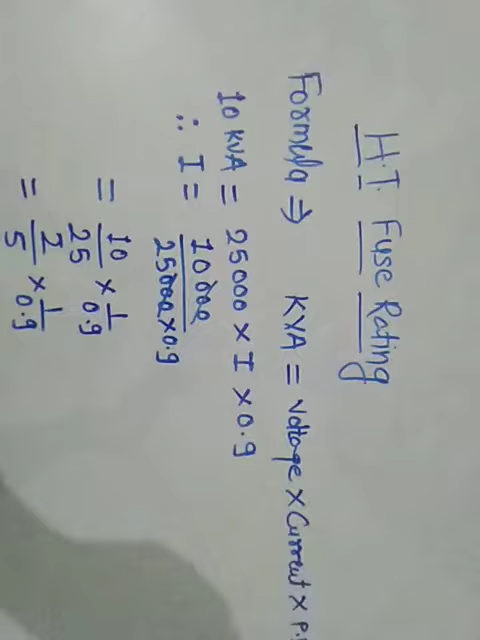 H.T. Fuse Rating
Formula ⇒ KVA = Voltage × Current × P.
10 KVA = 25000 × I × 0.9
∴ I = 10000 / 25000 × 0.9
= 10 / 25 × 1 / 0.9
= 2 / 5 × 1 / 0.9